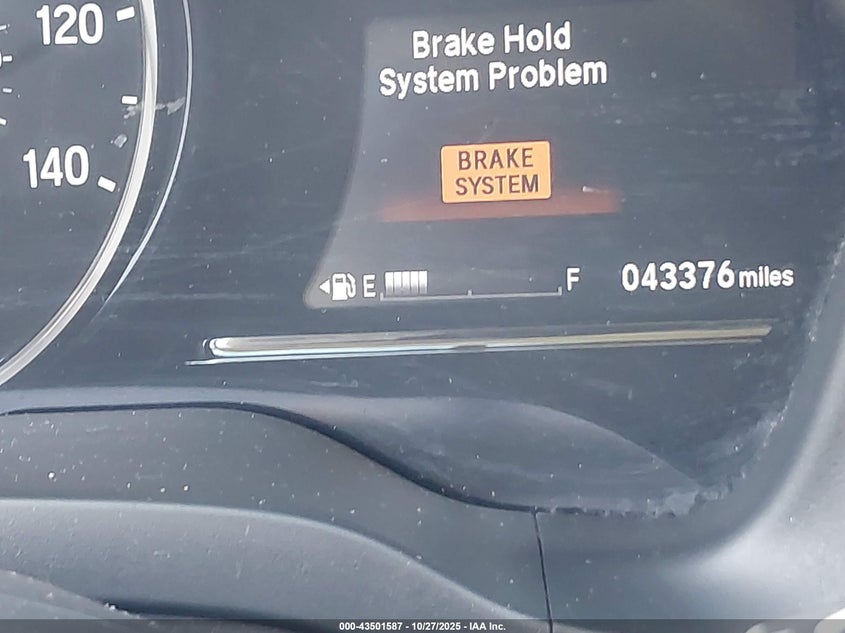 120
140
Brake Hold
System Problem
BRAKE
SYSTEM
E
F
043376 miles
000-43501587 - 10/27/2025 - IAA Inc.